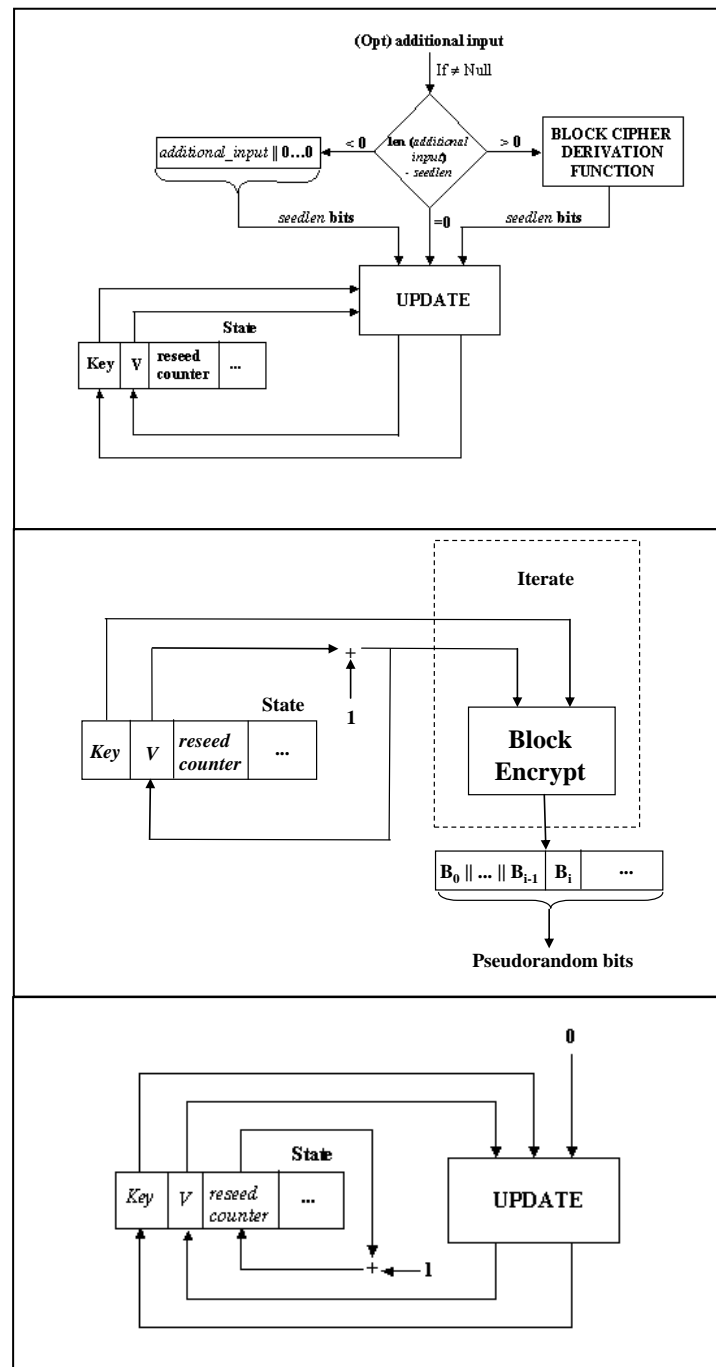 (Opt) additional input
If ≠ Null
< 0
len (additional
input)
- seedlen
> 0
additional_input || 0...0
BLOCK CIPHER
DERIVATION
FUNCTION
seedlen bits
=0
seedlen bits
UPDATE
State
Key
V
reseed
counter
...
Iterate
+
1
State
Key
V
reseed
counter
...
Block
Encrypt
B0 || ... || Bi-1
Bi
...
Pseudorandom bits
0
State
Key
V
reseed
counter
...
UPDATE
+
1